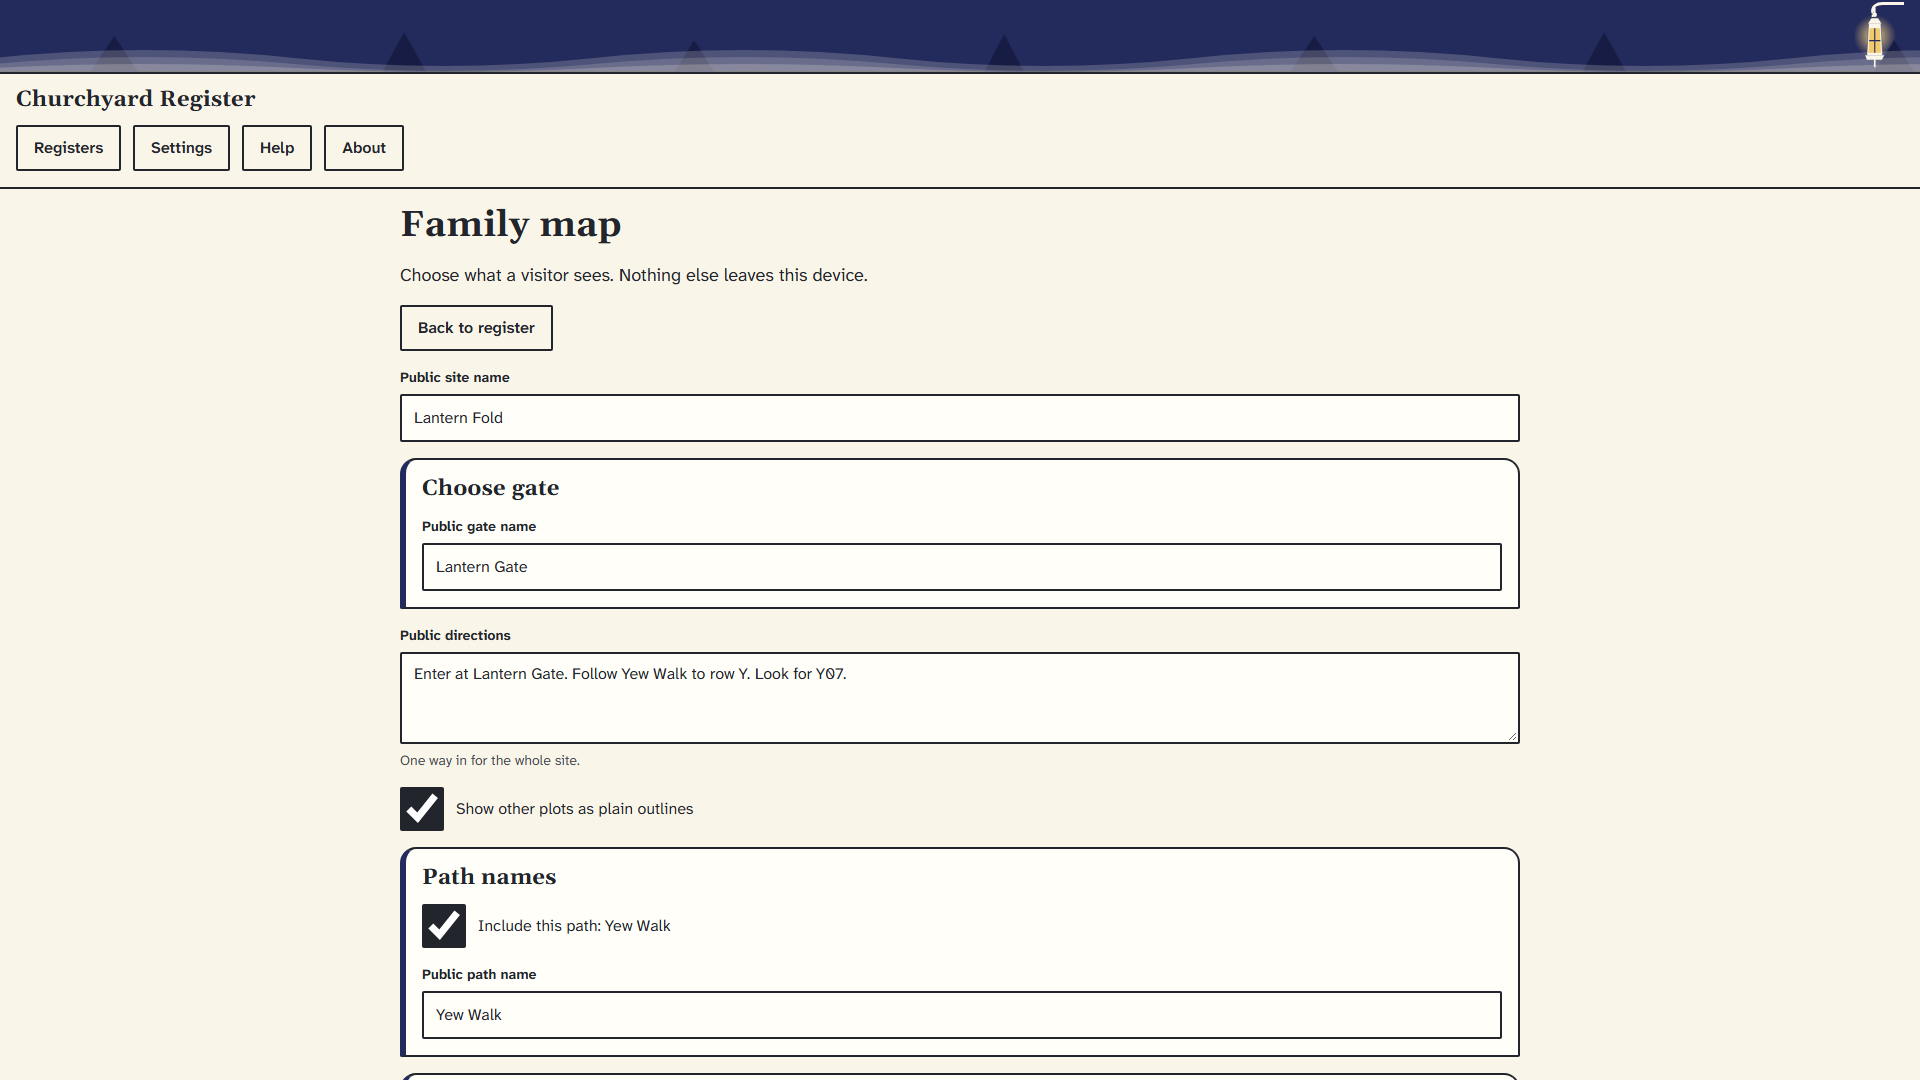 Churchyard Register
Registers
Settings
Help
About
Family map
Choose what a visitor sees. Nothing else leaves this device.
Back to register
Public site name
Lantern Fold
Choose gate
Public gate name
Lantern Gate
Public directions
Enter at Lantern Gate. Follow Yew Walk to row Y. Look for Y07.
One way in for the whole site.
Show other plots as plain outlines
Path names
Include this path: Yew Walk
Public path name
Yew Walk